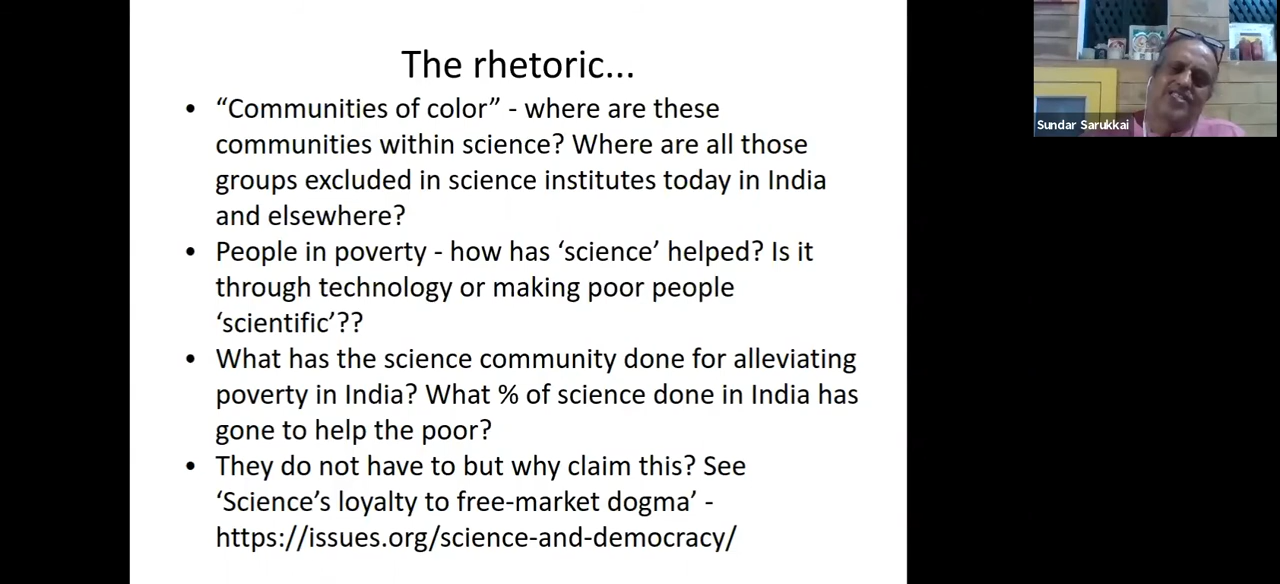 The rhetoric...
• “Communities of color” - where are these
communities within science? Where are all those
groups excluded in science institutes today in India
and elsewhere?
• People in poverty - how has ‘science’ helped? Is it
through technology or making poor people
‘scientific’??
• What has the science community done for alleviating
poverty in India? What % of science done in India has
gone to help the poor?
• They do not have to but why claim this? See
‘Science’s loyalty to free-market dogma’ -
https://issues.org/science-and-democracy/
Sundar Sarukkai